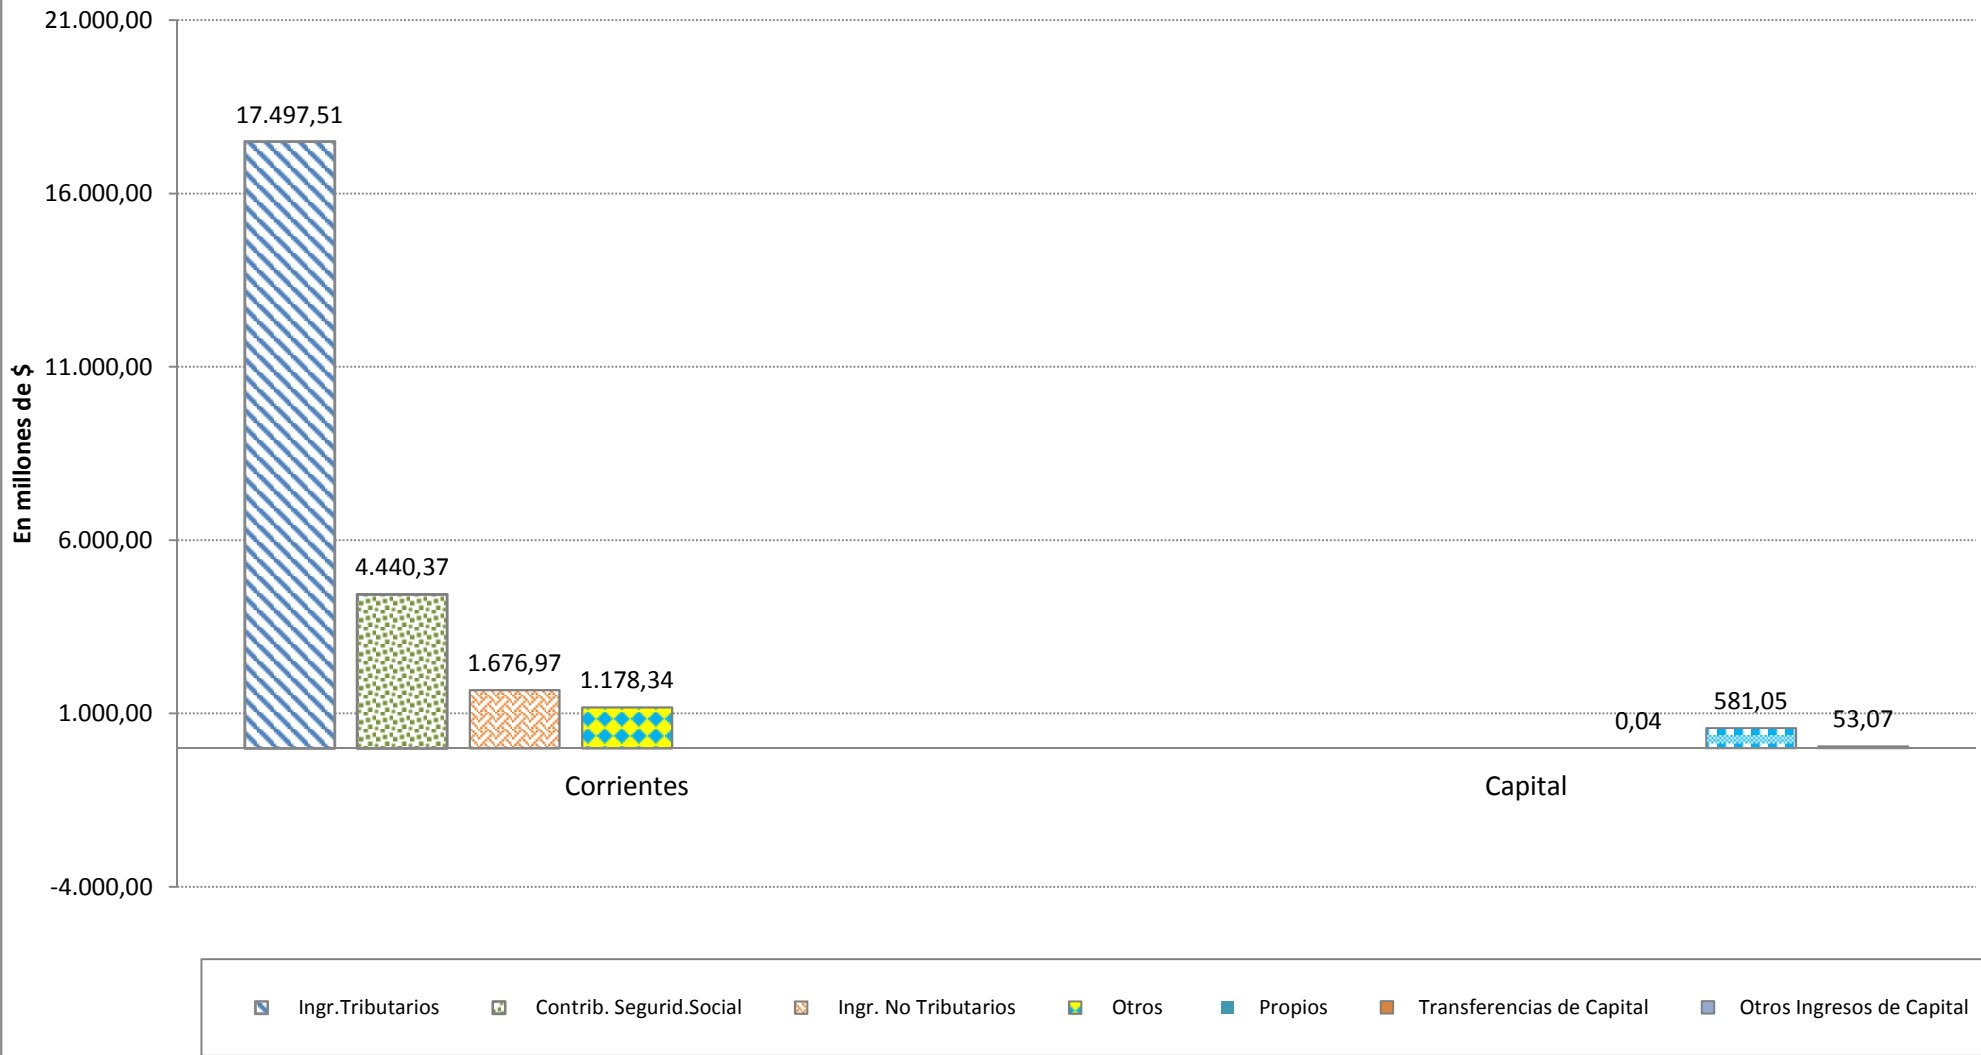 21.000,00
17.497,51
16.000,00
11.000,00
En millones de $
6.000,00
4.440,37
1.676,97
1.178,34
1.000,00
0,04
581,05
53,07
Corrientes
Capital
-4.000,00
Ingr.Tributarios
Contrib. Segurid.Social
Ingr. No Tributarios
Otros
Propios
Transferencias de Capital
Otros Ingresos de Capital